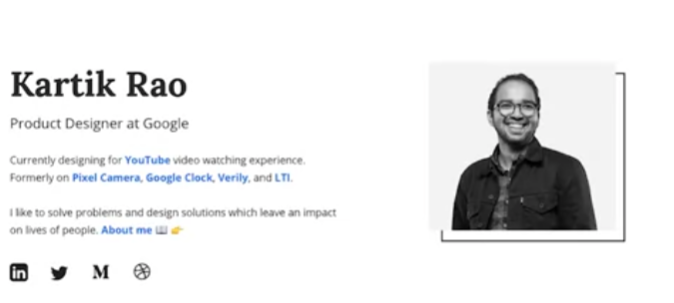 Kartik Rao
Product Designer at Google
Currently designing for YouTube video watching experience.
Formerly on Pixel Camera, Google Clock, Verily, and LTI.
I like to solve problems and design solutions which leave an impact
on lives of people. About me 📖 👉
in M